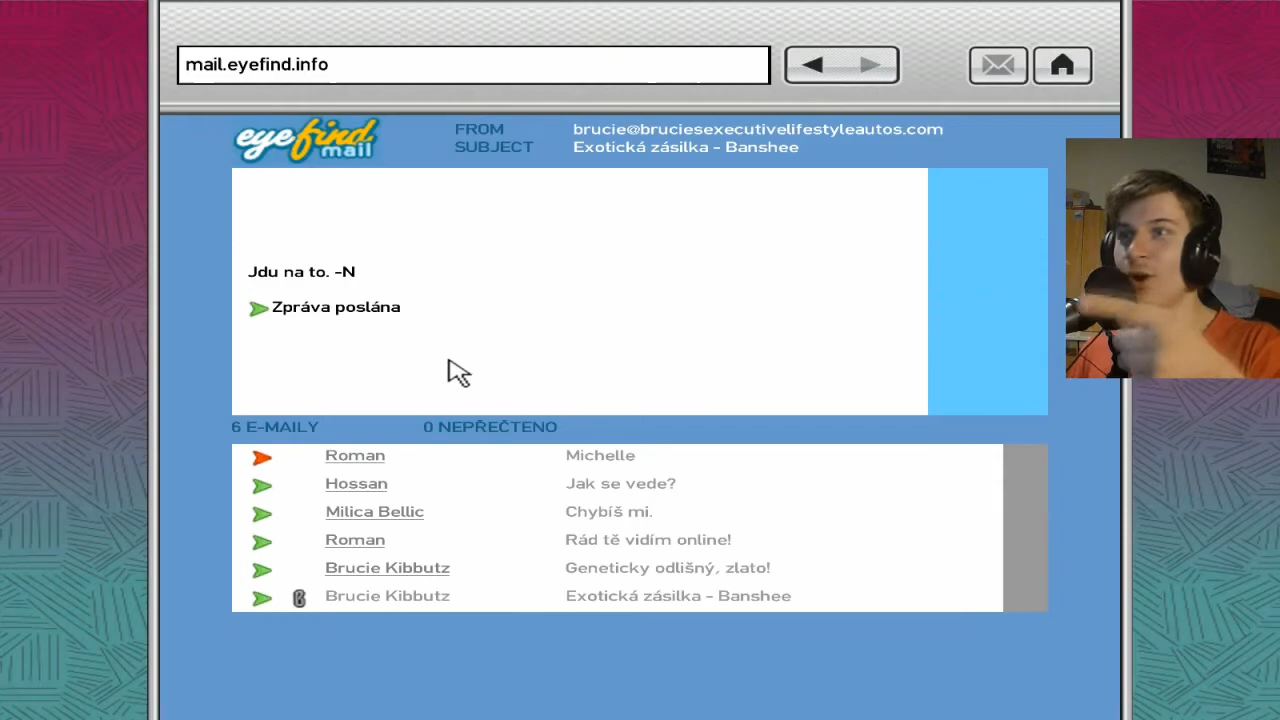 mail.eyefind.info
eyefind mail
FROM brucie@bruciesexecutivelifestyleautos.com
SUBJECT Exotická zásilka - Banshee
Jdu na to. -N
Zpráva poslána
6 E-MAILY 0 NEPŘEČTENO
Roman Michelle
Hossan Jak se vede?
Milica Bellic Chybíš mi.
Roman Rád tě vidím online!
Brucie Kibbutz Geneticky odlišný, zlato!
Brucie Kibbutz Exotická zásilka - Banshee